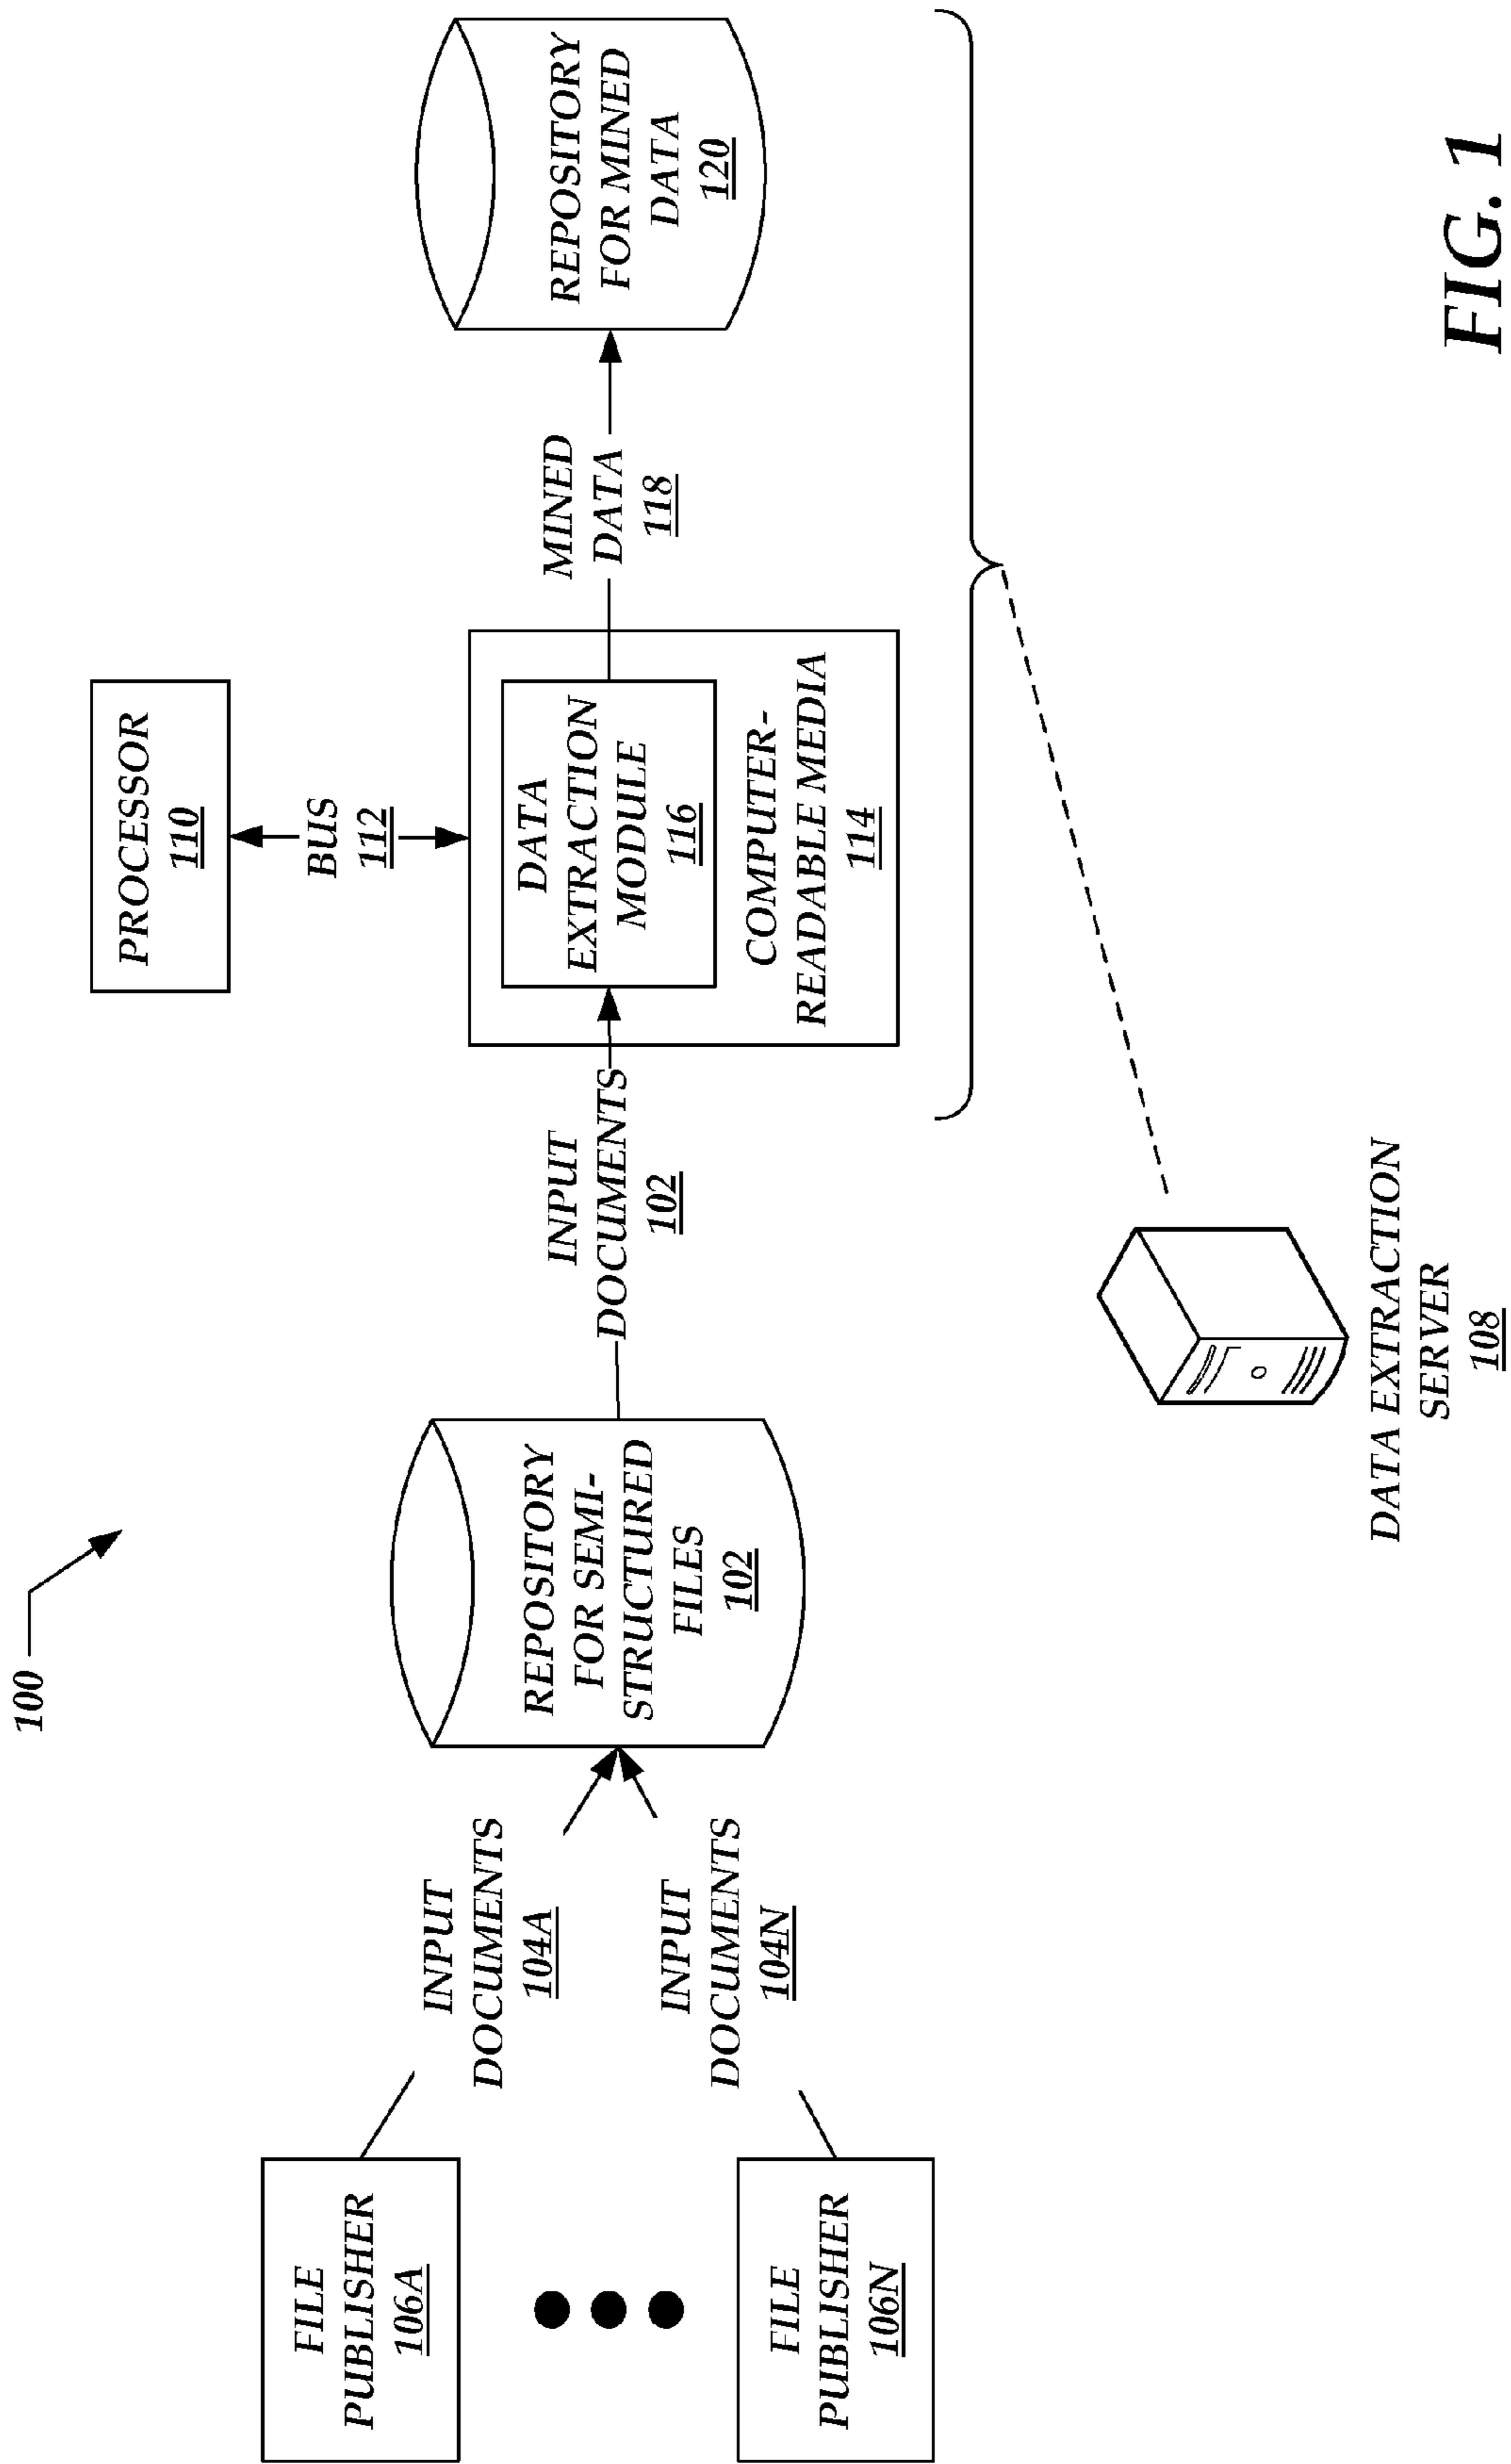 100
PROCESSOR
110
BUS
112
FILE
PUBLISHER
106A
INPUT
DOCUMENTS
104A
REPOSITORY
FOR SEMI-
STRUCTURED
FILES
102
INPUT
DOCUMENTS
102
DATA
EXTRACTION
MODULE
116
COMPUTER-
READABLE MEDIA
114
MINED
DATA
118
REPOSITORY
FOR MINED
DATA
120
INPUT
DOCUMENTS
104N
FILE
PUBLISHER
106N
DATA EXTRACTION
SERVER
108
FIG. 1